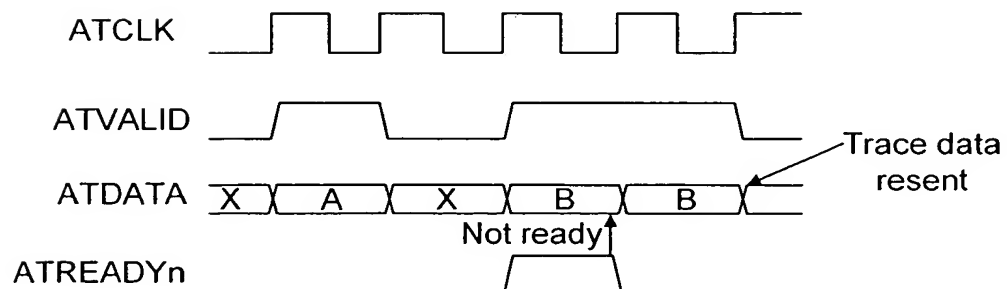 ATCLK
ATVALID
Trace data
resent
ATDATA X A X B B
Not ready
ATREADYn